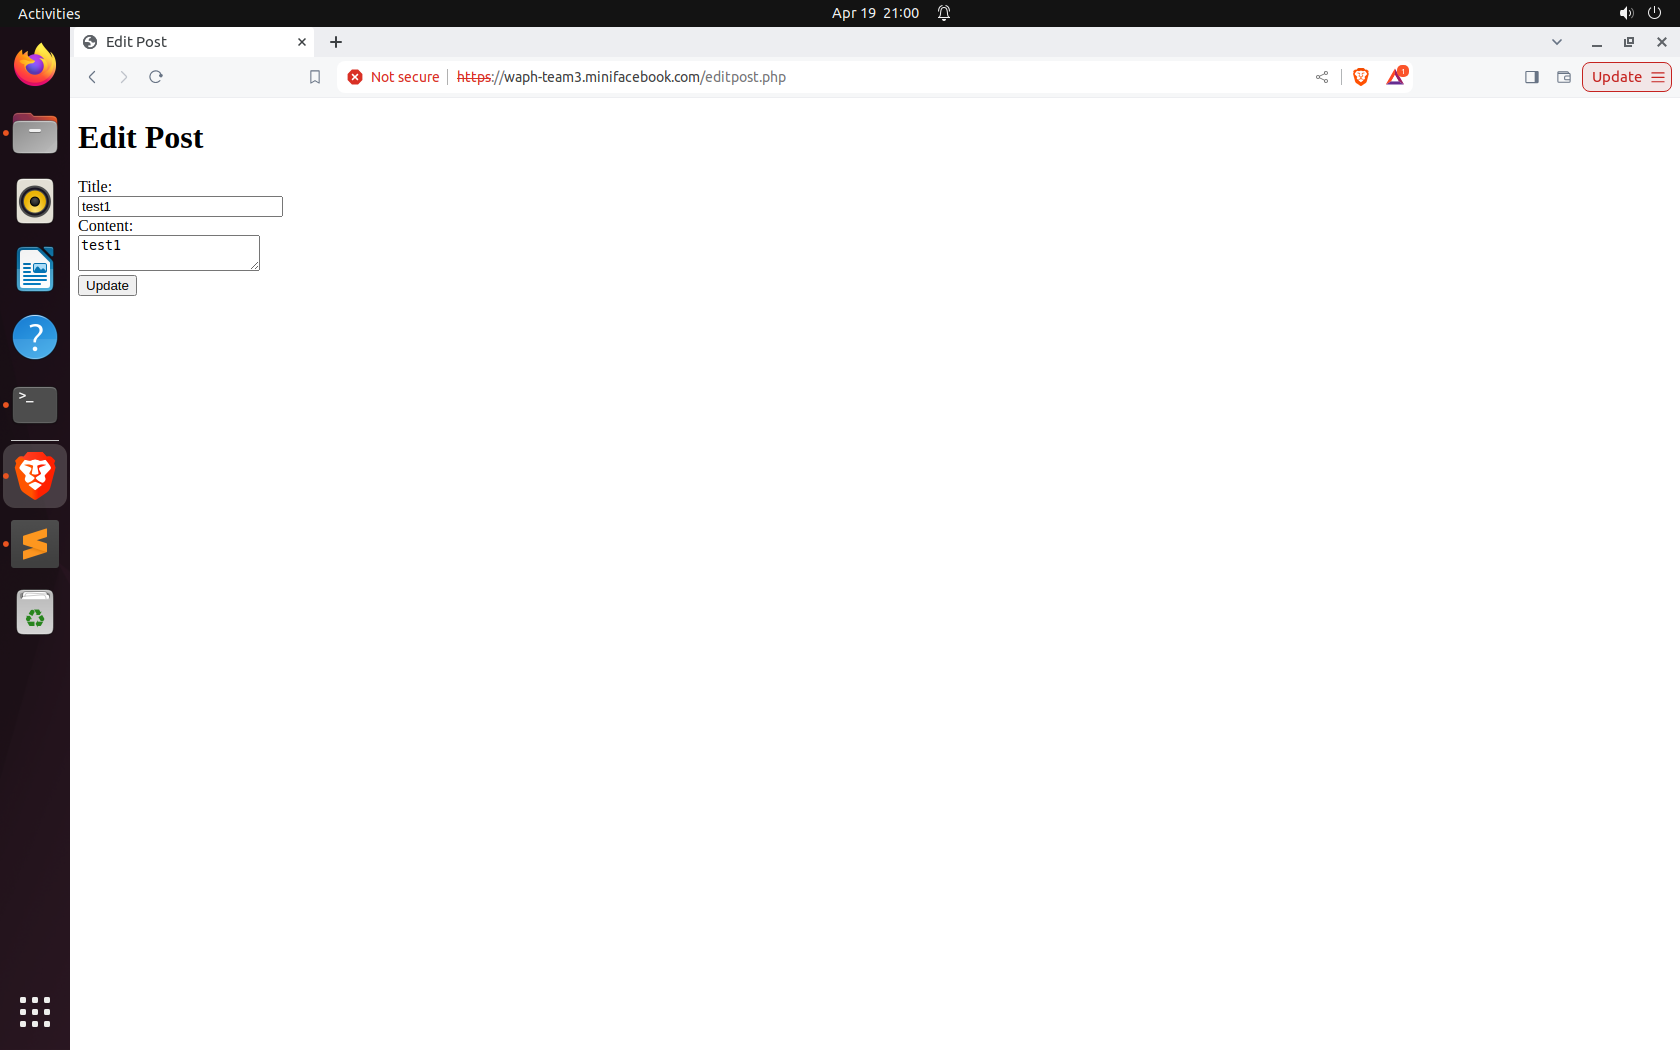 Activities
Apr 19 21:00
Edit Post
Not secure https://waph-team3.minifacebook.com/editpost.php
1
Update
Edit Post
Title:
test1
Content:
test1
Update
?
>_